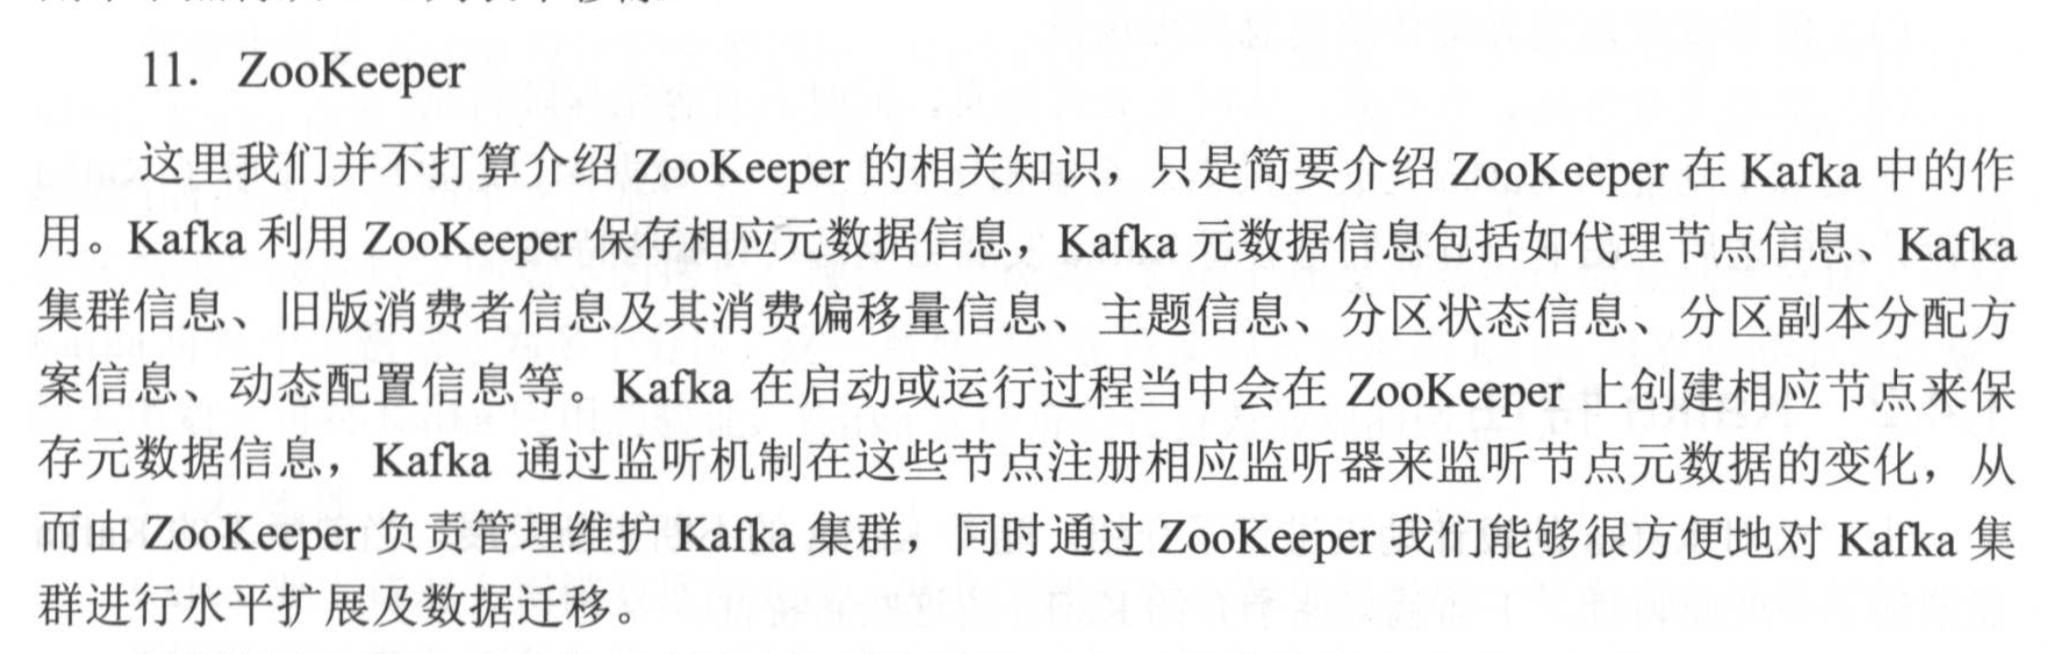 11. ZooKeeper
这里我们并不打算介绍 ZooKeeper 的相关知识，只是简要介绍 ZooKeeper 在 Kafka 中的作
用。Kafka 利用 ZooKeeper 保存相应元数据信息，Kafka 元数据信息包括如代理节点信息、Kafka
集群信息、旧版消费者信息及其消费偏移量信息、主题信息、分区状态信息、分区副本分配方
案信息、动态配置信息等。Kafka 在启动或运行过程当中会在 ZooKeeper 上创建相应节点来保
存元数据信息，Kafka 通过监听机制在这些节点注册相应监听器来监听节点元数据的变化，从
而由 ZooKeeper 负责管理维护 Kafka 集群，同时通过 ZooKeeper 我们能够很方便地对 Kafka 集
群进行水平扩展及数据迁移。